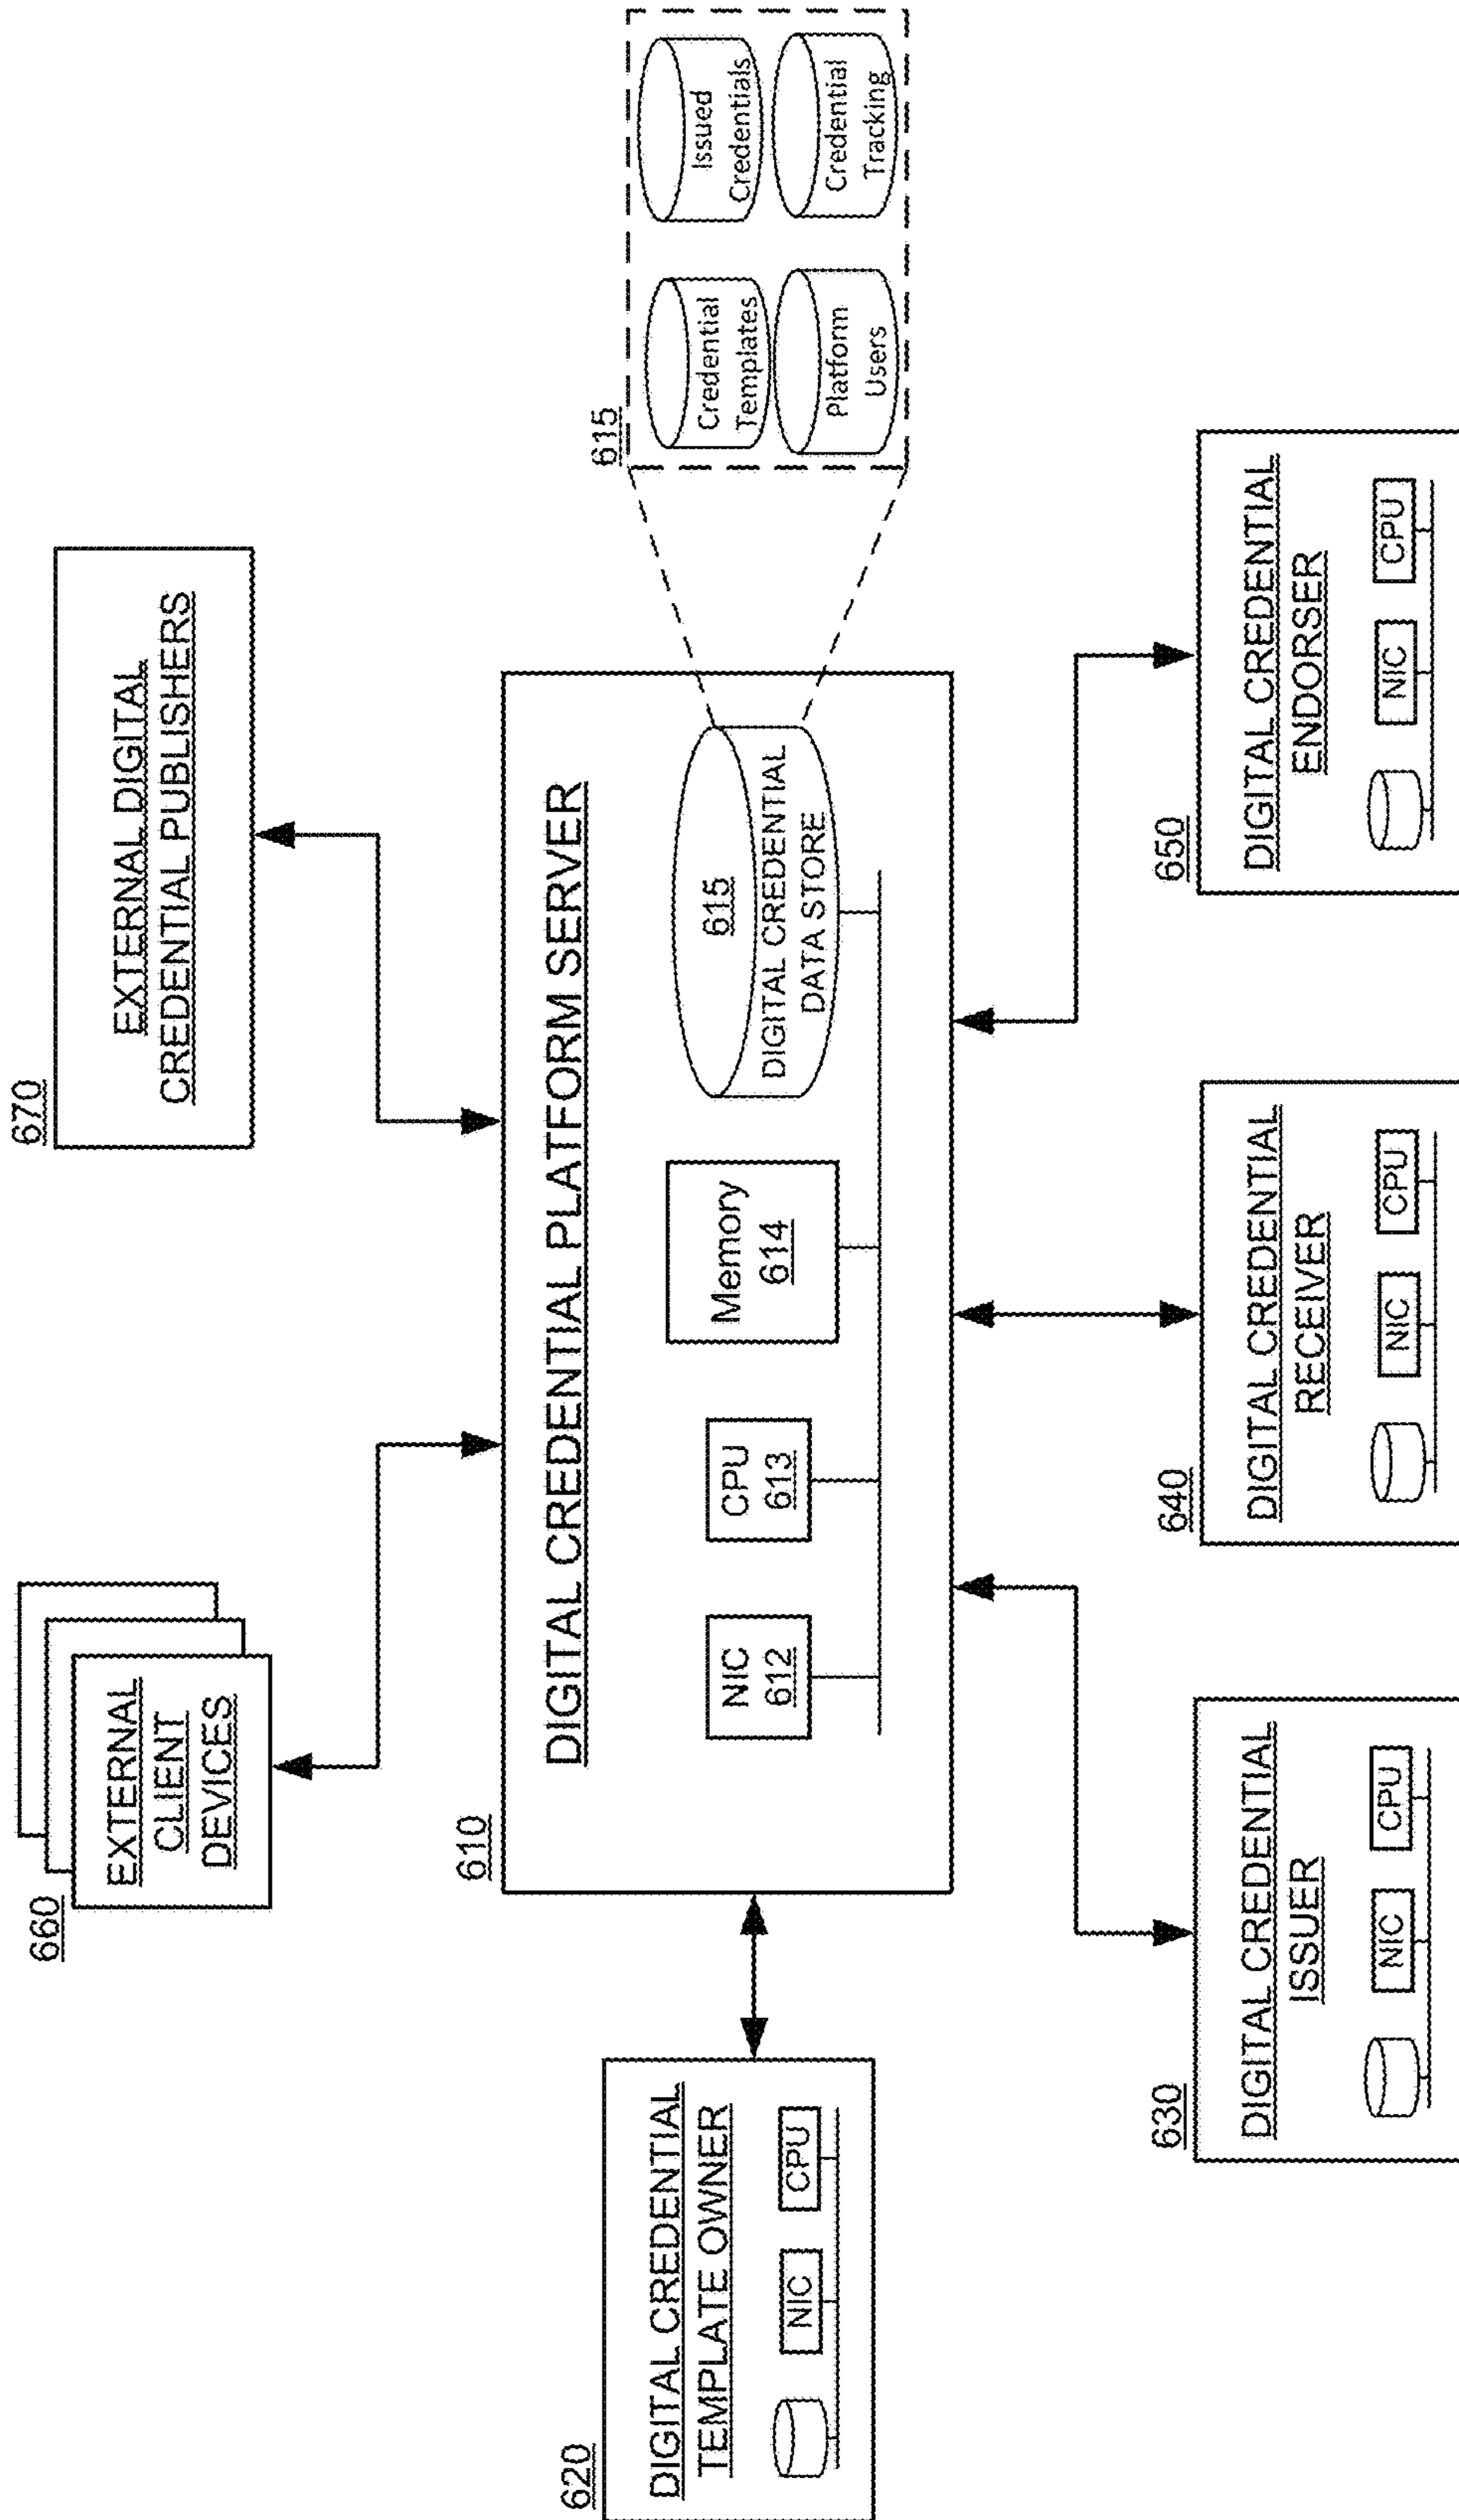 660
EXTERNAL
CLIENT
DEVICES
670
EXTERNAL DIGITAL
CREDENTIAL PUBLISHERS
610
DIGITAL CREDENTIAL PLATFORM SERVER
NIC
612
CPU
613
Memory
614
615
DIGITAL CREDENTIAL
DATA STORE
615
Credential
Templates
Issued
Credentials
Platform
Users
Credential
Tracking
620
DIGITAL CREDENTIAL
TEMPLATE OWNER
NIC
CPU
630
DIGITAL CREDENTIAL
ISSUER
NIC
CPU
640
DIGITAL CREDENTIAL
RECEIVER
NIC
CPU
650
DIGITAL CREDENTIAL
ENDORSER
NIC
CPU